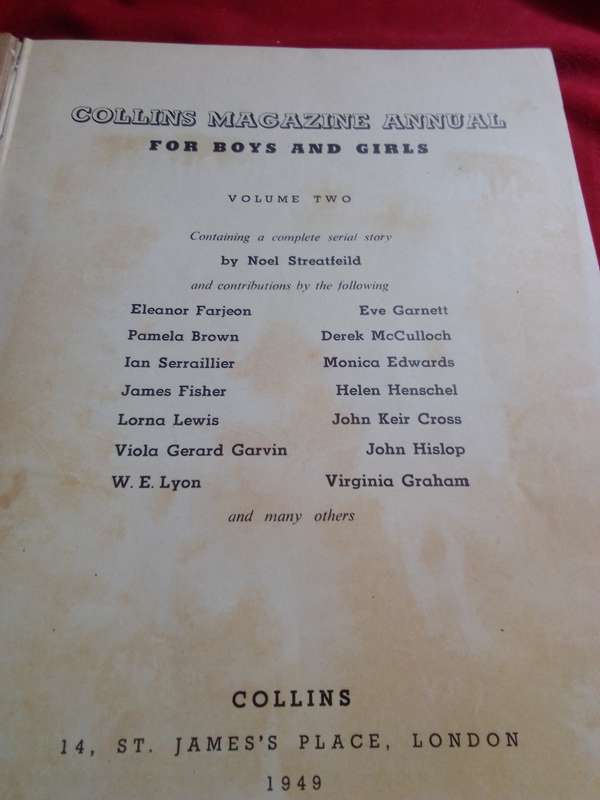 COLLINS MAGAZINE ANNUAL
FOR BOYS AND GIRLS
VOLUME TWO
Containing a complete serial story
by Noel Streatfeild
and contributions by the following
Eleanor Farjeon Eve Garnett
Pamela Brown Derek McCulloch
Ian Serraillier Monica Edwards
James Fisher Helen Henschel
Lorna Lewis John Keir Cross
Viola Gerard Garvin John Hislop
W. E. Lyon Virginia Graham
and many others
COLLINS
14, ST. JAMES'S PLACE, LONDON
1949